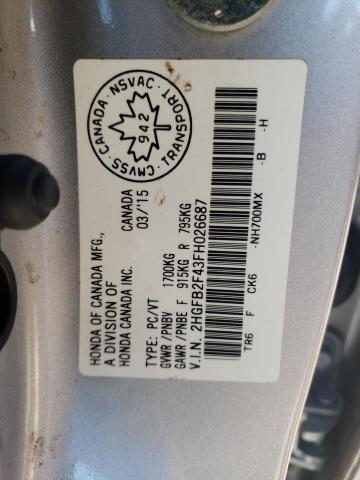 HONDA OF CANADA MFG.,
A DIVISION OF
HONDA CANADA INC.
CANADA
03/'15
CANADA · NSVAC · TRANSPORT · CMVSS
942
TYPE: PC/VT
GVWR /PNBV 1700KG
GAWR /PNBE F 915KG R 795KG
V.I.N. 2HGFB2F43FH026687
TR6 F CK6 -NH700MX -B -H